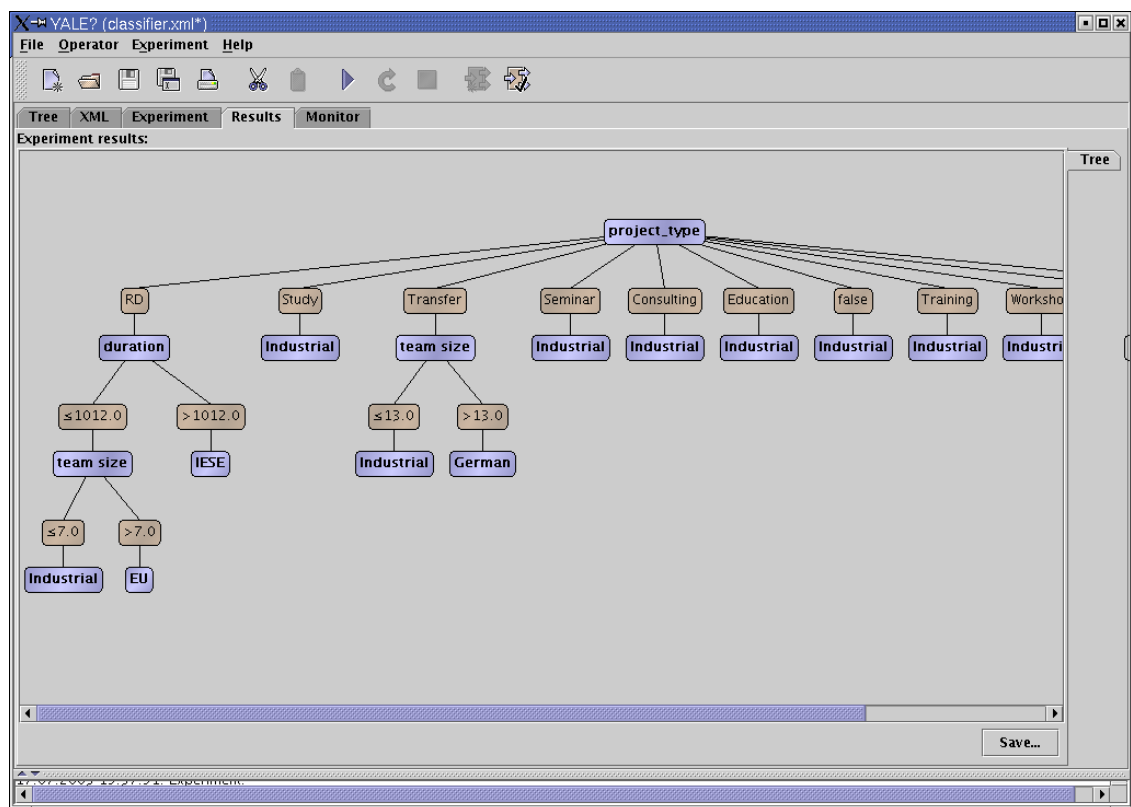 YALE? (classifier.xml*)
File Operator Experiment Help
Tree XML Experiment Results Monitor
Experiment results:
Tree
project_type
RD Study Transfer Seminar Consulting Education false Training Worksho
duration Industrial team size Industrial Industrial Industrial Industrial Industrial Industri
≤1012.0 >1012.0 ≤13.0 >13.0
team size IESE Industrial German
≤7.0 >7.0
Industrial EU
Save...